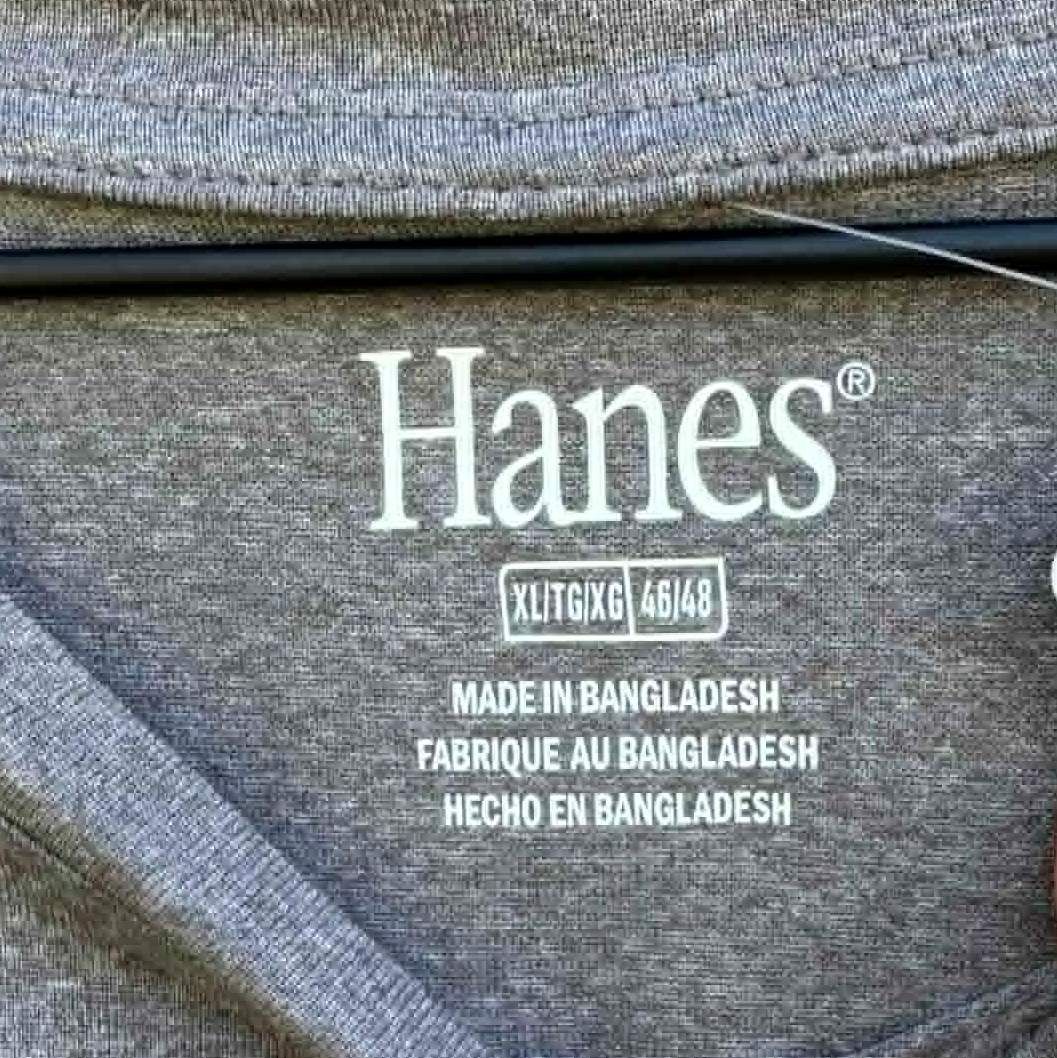 Hanes®
XL/TG/XG 46/48
MADE IN BANGLADESH
FABRIQUE AU BANGLADESH
HECHO EN BANGLADESH